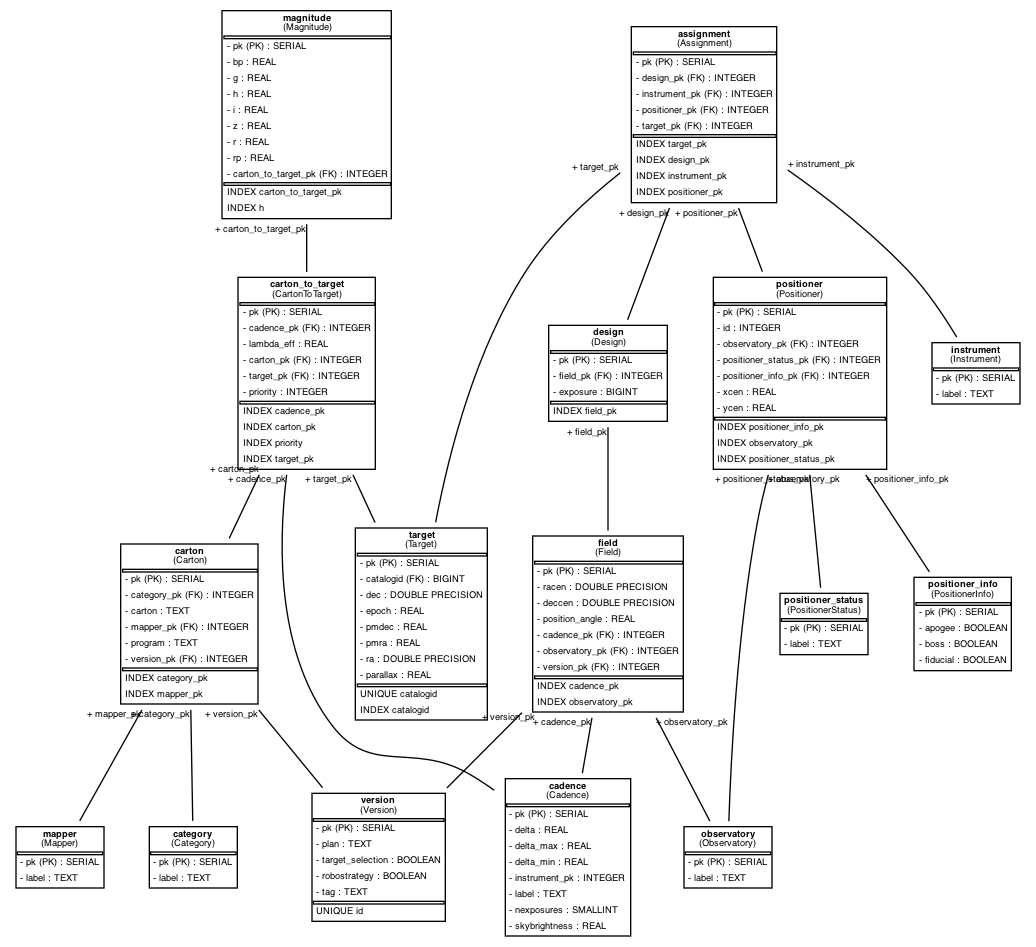 magnitude
(Magnitude)
- pk (PK) : SERIAL
- bp : REAL
- g : REAL
- h : REAL
- i : REAL
- z : REAL
- r : REAL
- rp : REAL
- carton_to_target_pk (FK) : INTEGER
INDEX carton_to_target_pk
INDEX h
+ carton_to_target_pk
assignment
(Assignment)
- pk (PK) : SERIAL
- design_pk (FK) : INTEGER
- instrument_pk (FK) : INTEGER
- positioner_pk (FK) : INTEGER
- target_pk (FK) : INTEGER
INDEX target_pk
INDEX design_pk
INDEX instrument_pk
INDEX positioner_pk
+ target_pk
+ instrument_pk
+ design_pk
+ positioner_pk
carton_to_target
(CartonToTarget)
- pk (PK) : SERIAL
- cadence_pk (FK) : INTEGER
- lambda_eff : REAL
- carton_pk (FK) : INTEGER
- target_pk (FK) : INTEGER
- priority : INTEGER
INDEX cadence_pk
INDEX carton_pk
INDEX priority
INDEX target_pk
+ carton_pk
+ cadence_pk
+ target_pk
design
(Design)
- pk (PK) : SERIAL
- field_pk (FK) : INTEGER
- exposure : BIGINT
INDEX field_pk
+ field_pk
positioner
(Positioner)
- pk (PK) : SERIAL
- id : INTEGER
- observatory_pk (FK) : INTEGER
- positioner_status_pk (FK) : INTEGER
- positioner_info_pk (FK) : INTEGER
- xcen : REAL
- ycen : REAL
INDEX positioner_info_pk
INDEX observatory_pk
INDEX positioner_status_pk
+ positioner_status_pk
+ observatory_pk
+ positioner_info_pk
instrument
(Instrument)
- pk (PK) : SERIAL
- label : TEXT
carton
(Carton)
- pk (PK) : SERIAL
- category_pk (FK) : INTEGER
- carton : TEXT
- mapper_pk (FK) : INTEGER
- program : TEXT
- version_pk (FK) : INTEGER
INDEX category_pk
INDEX mapper_pk
+ mapper_pk
+ category_pk
+ version_pk
target
(Target)
- pk (PK) : SERIAL
- catalogid (FK) : BIGINT
- dec : DOUBLE PRECISION
- epoch : REAL
- pmdec : REAL
- pmra : REAL
- ra : DOUBLE PRECISION
- parallax : REAL
UNIQUE catalogid
INDEX catalogid
field
(Field)
- pk (PK) : SERIAL
- racen : DOUBLE PRECISION
- deccen : DOUBLE PRECISION
- position_angle : REAL
- cadence_pk (FK) : INTEGER
- observatory_pk (FK) : INTEGER
- version_pk (FK) : INTEGER
INDEX cadence_pk
INDEX observatory_pk
+ version_pk
+ cadence_pk
+ observatory_pk
positioner_status
(PositionerStatus)
- pk (PK) : SERIAL
- label : TEXT
positioner_info
(PositionerInfo)
- pk (PK) : SERIAL
- apogee : BOOLEAN
- boss : BOOLEAN
- fiducial : BOOLEAN
mapper
(Mapper)
- pk (PK) : SERIAL
- label : TEXT
category
(Category)
- pk (PK) : SERIAL
- label : TEXT
version
(Version)
- pk (PK) : SERIAL
- plan : TEXT
- target_selection : BOOLEAN
- robostrategy : BOOLEAN
- tag : TEXT
UNIQUE id
cadence
(Cadence)
- pk (PK) : SERIAL
- delta : REAL
- delta_max : REAL
- delta_min : REAL
- instrument_pk : INTEGER
- label : TEXT
- nexposures : SMALLINT
- skybrightness : REAL
observatory
(Observatory)
- pk (PK) : SERIAL
- label : TEXT